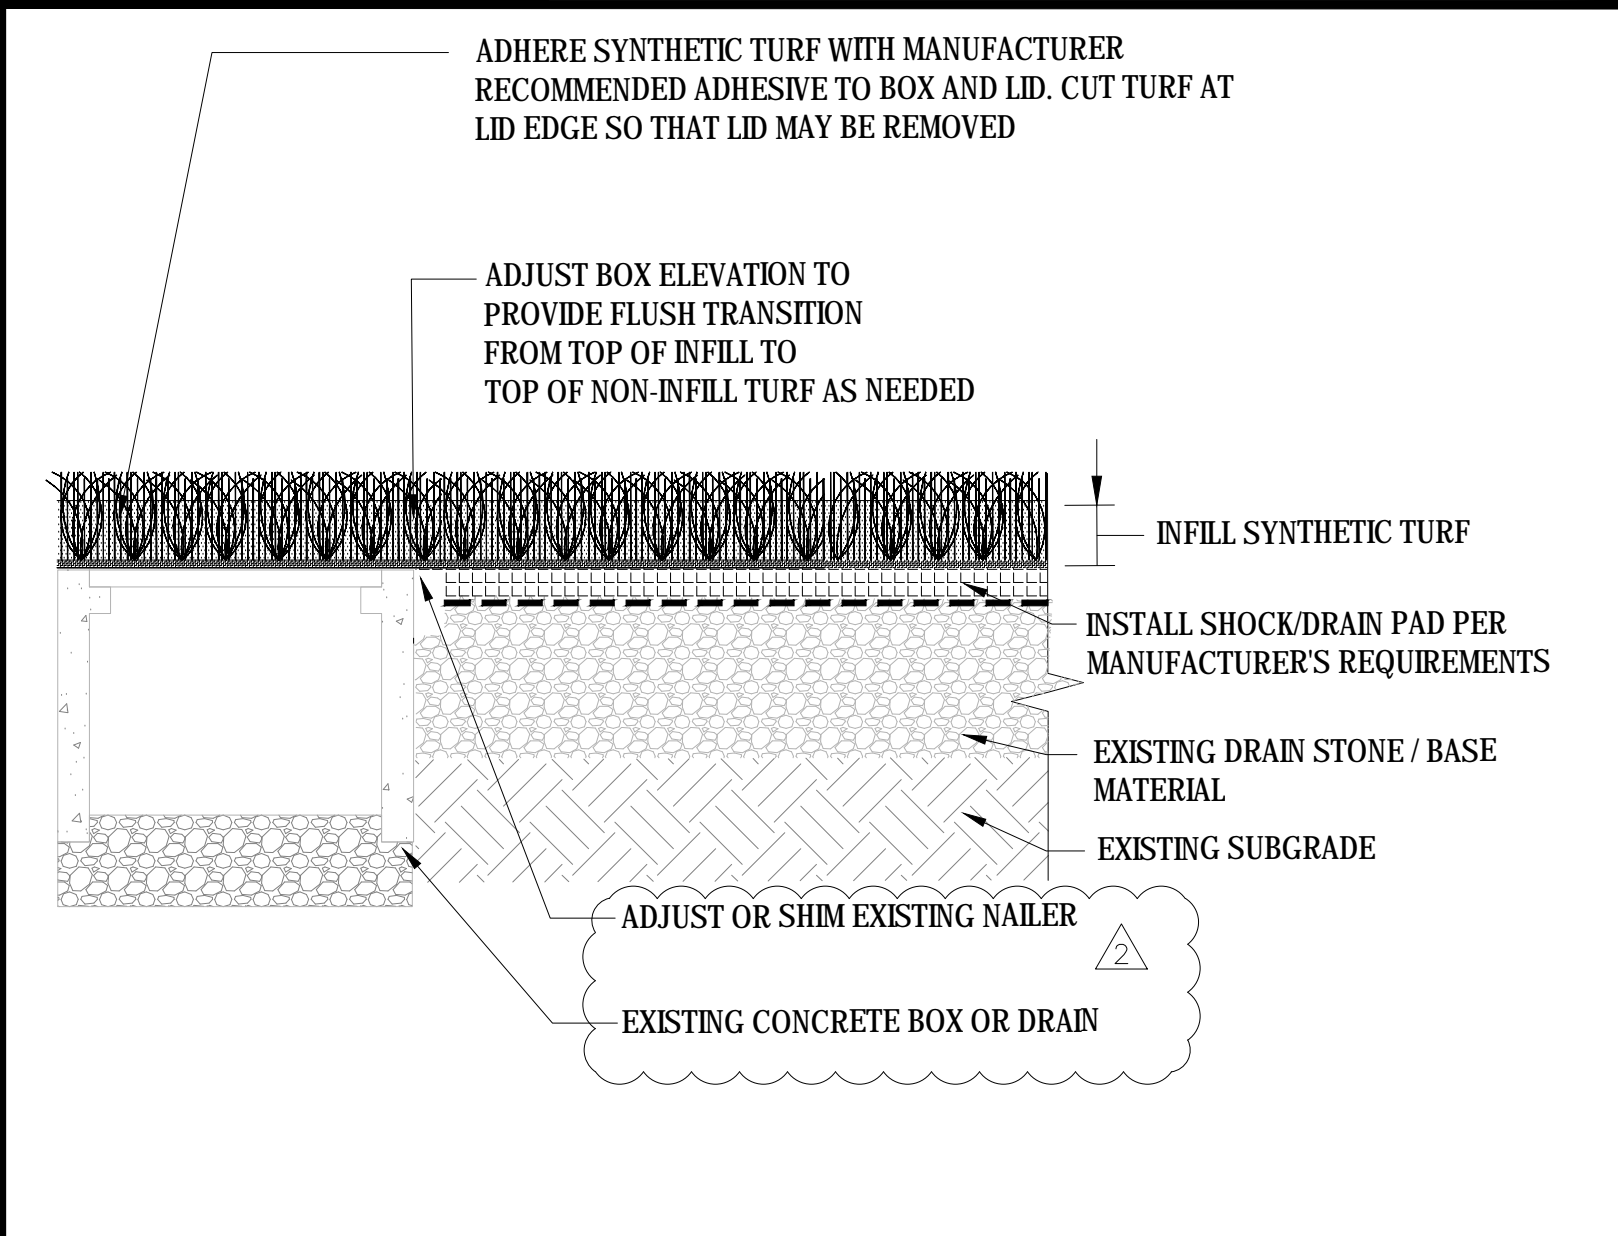 ADHERE SYNTHETIC TURF WITH MANUFACTURER
RECOMMENDED ADHESIVE TO BOX AND LID. CUT TURF AT
LID EDGE SO THAT LID MAY BE REMOVED
ADJUST BOX ELEVATION TO
PROVIDE FLUSH TRANSITION
FROM TOP OF INFILL TO
TOP OF NON-INFILL TURF AS NEEDED
INFILL SYNTHETIC TURF
INSTALL SHOCK/DRAIN PAD PER
MANUFACTURER'S REQUIREMENTS
EXISTING DRAIN STONE / BASE
MATERIAL
EXISTING SUBGRADE
ADJUST OR SHIM EXISTING NAILER
2
EXISTING CONCRETE BOX OR DRAIN